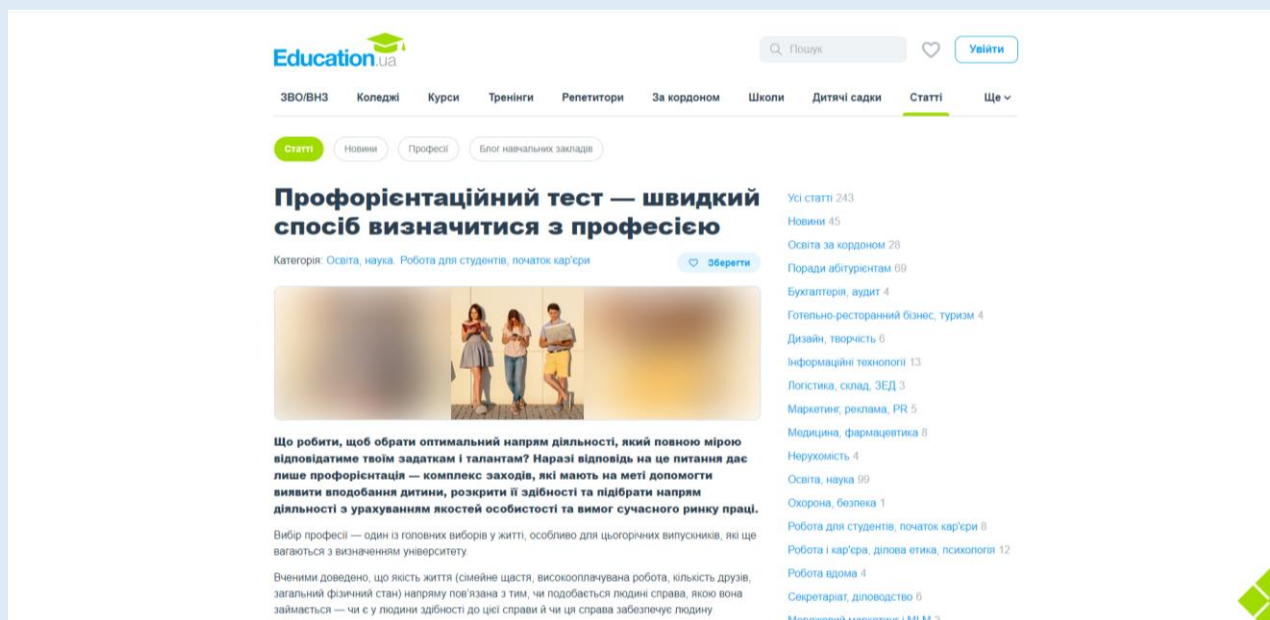 Education.ua
Пошук
Увійти
ЗВО/ВНЗ Коледжі Курси Тренінги Репетитори За кордоном Школи Дитячі садки Статті Ще
Статті Новини Професії Блог навчальних закладів
Профорієнтаційний тест — швидкий
спосіб визначитися з професією
Категорія: Освіта, наука. Робота для студентів, початок кар'єри
Зберегти
Що робити, щоб обрати оптимальний напрям діяльності, який повною мірою
відповідатиме твоїм задаткам і талантам? Наразі відповідь на це питання дає
лише профорієнтація — комплекс заходів, які мають на меті допомогти
виявити вподобання дитини, розкрити її здібності та підібрати напрям
діяльності з урахуванням якостей особистості та вимог сучасного ринку праці.
Вибір професії — один із головних виборів у житті, особливо для цьогорічних випускників, які ще
вагаються з визначенням університету.
Вченими доведено, що якість життя (сімейне щастя, високооплачувана робота, кількість друзів,
загальний фізичний стан) напряму пов'язана з тим, чи подобається людині справа, якою вона
займається — чи є у людини здібності до цієї справи й чи ця справа забезпечує людину
Усі статті 243
Новини 45
Освіта за кордоном 28
Поради абітурієнтам 69
Бухгалтерія, аудит 4
Готельно-ресторанний бізнес, туризм 4
Дизайн, творчість 6
Інформаційні технології 13
Логістика, склад, ЗЕД 3
Маркетинг, реклама, PR 5
Медицина, фармацевтика 8
Нерухомість 4
Освіта, наука 99
Охорона, безпека 1
Робота для студентів, початок кар'єри 8
Робота і кар'єра, ділова етика, психологія 12
Робота вдома 4
Секретаріат, діловодство 6
Мережовий маркетинг і MLM